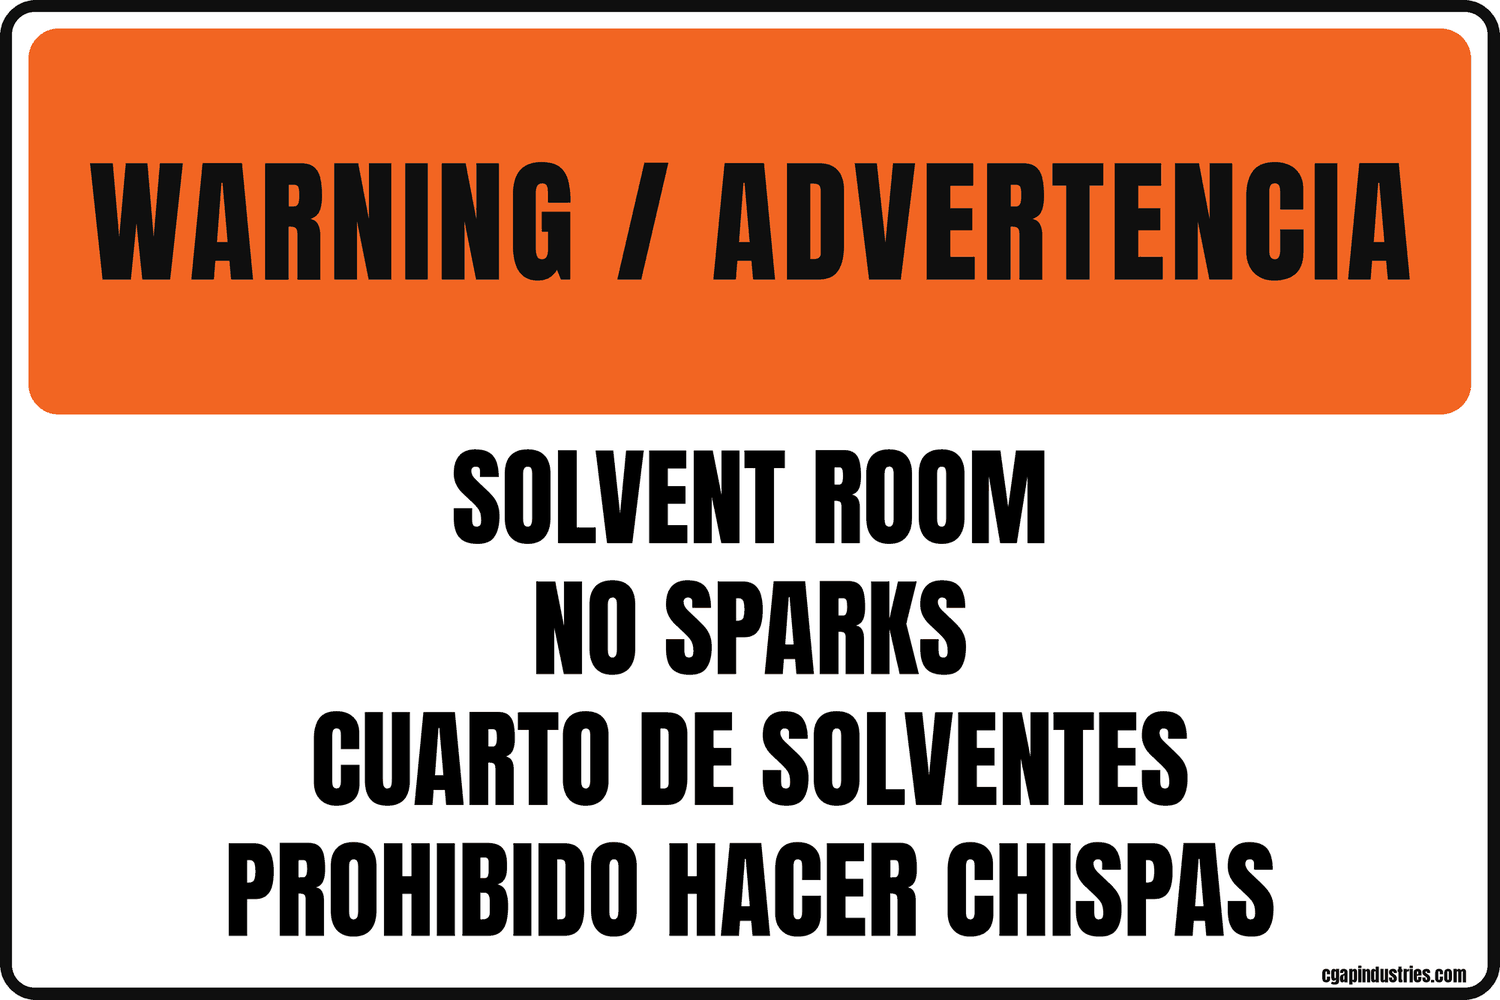 WARNING / ADVERTENCIA
SOLVENT ROOM
NO SPARKS
CUARTO DE SOLVENTES
PROHIBIDO HACER CHISPAS
cgapindustries.com